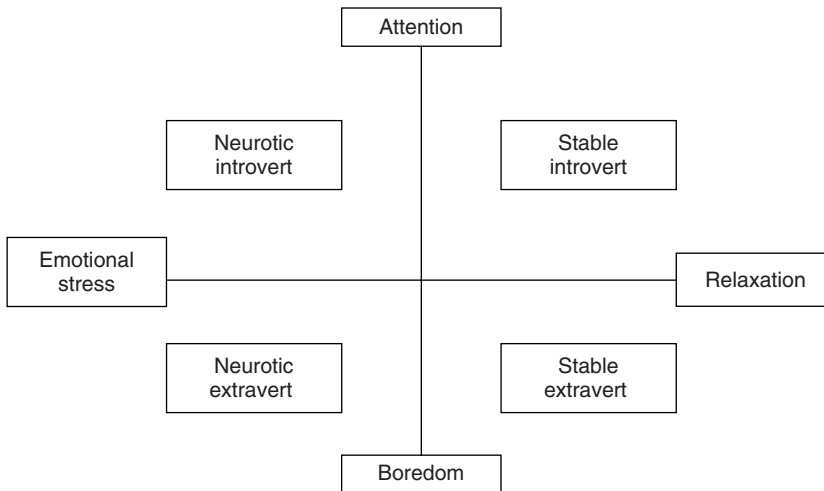 Attention
Neurotic
introvert
Stable
introvert
Emotional
stress
Relaxation
Neurotic
extravert
Stable
extravert
Boredom